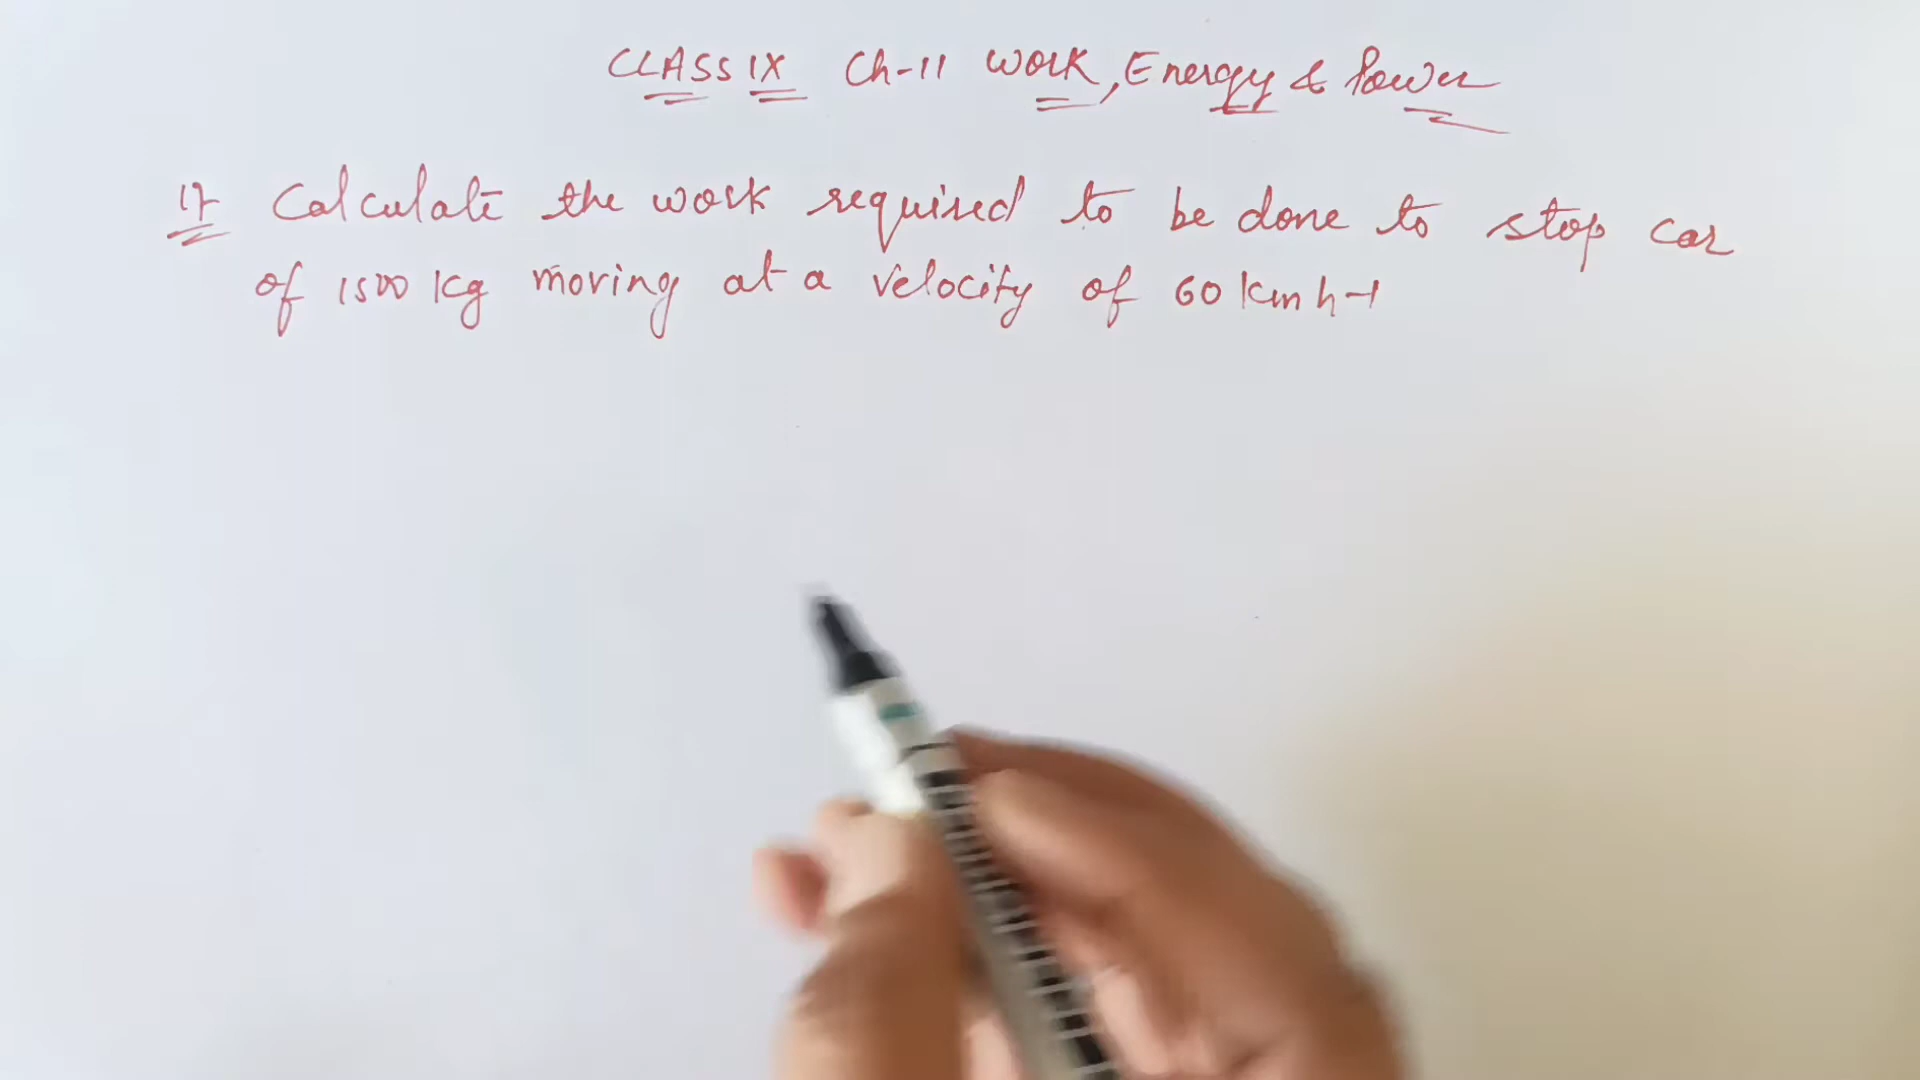 CLASS IX Ch-11 Work, Energy & Power
17 Calculate the work required to be done to stop car
of 1500 kg moving at a velocity of 60 km h-1